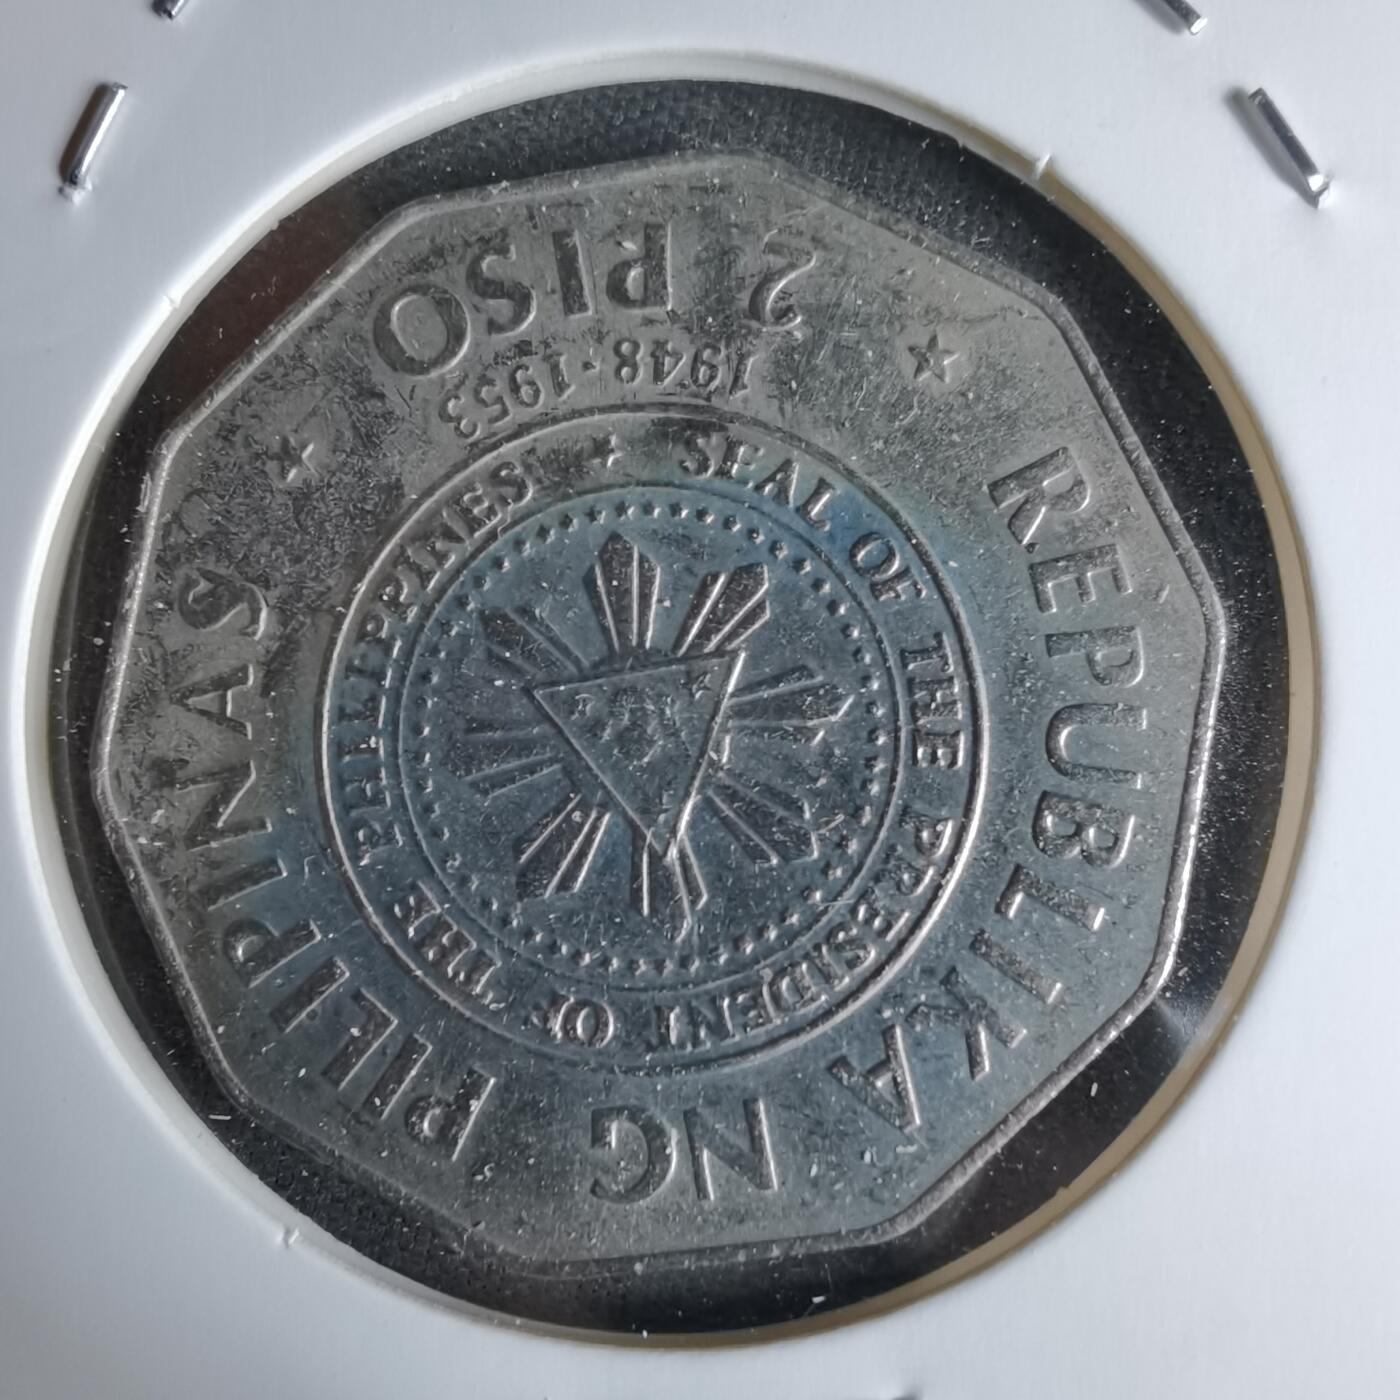 REPUBLIKA NG PILIPINAS
2 PISO
1948-1953
SEAL OF THE PRESIDENT OF THE PHILIPPINES